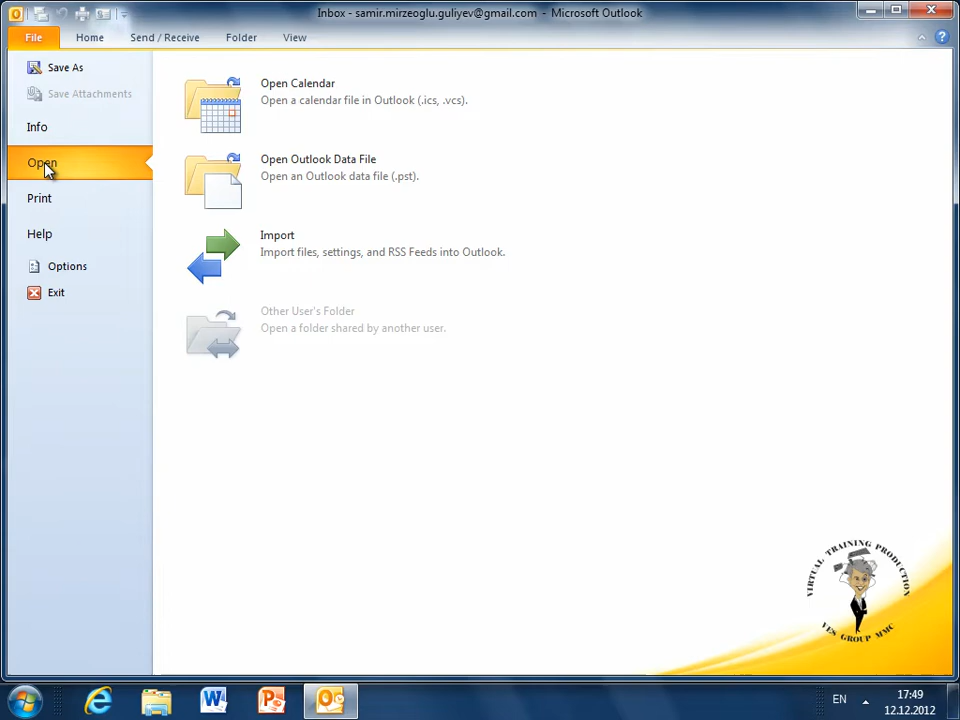 Inbox - samir.mirzeoglu.guliyev@gmail.com - Microsoft Outlook
File Home Send / Receive Folder View
Save As
Save Attachments
Info
Open
Print
Help
Options
Exit
Open Calendar
Open a calendar file in Outlook (.ics, .vcs).
Open Outlook Data File
Open an Outlook data file (.pst).
Import
Import files, settings, and RSS Feeds into Outlook.
Other User's Folder
Open a folder shared by another user.
VIRTUAL TRAINING PRODUCTION
YES GROUP MMC
EN
17:49
12.12.2012